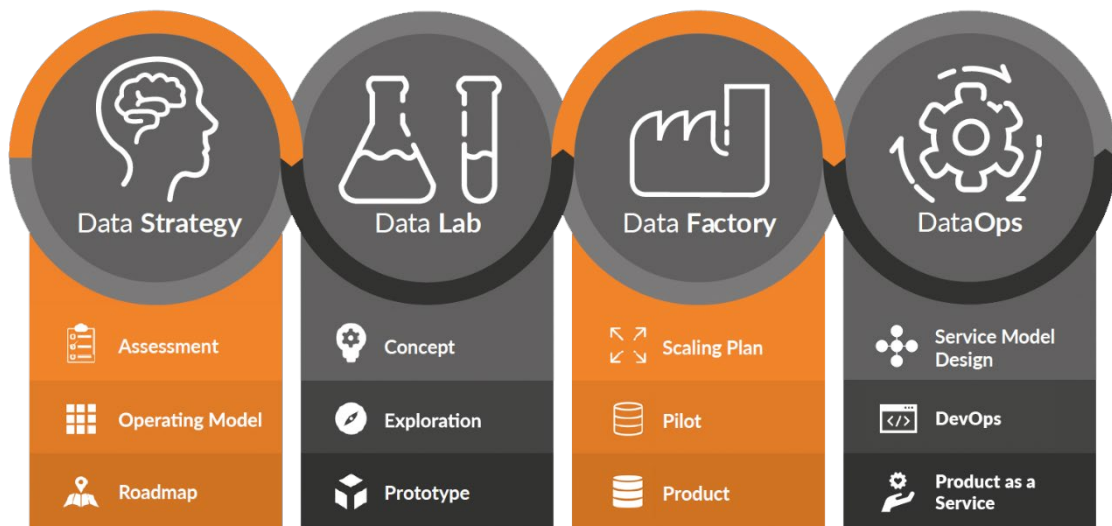 Data Strategy
Assessment
Operating Model
Roadmap
Data Lab
Concept
Exploration
Prototype
Data Factory
Scaling Plan
Pilot
Product
DataOps
Service Model
Design
DevOps
Product as a
Service